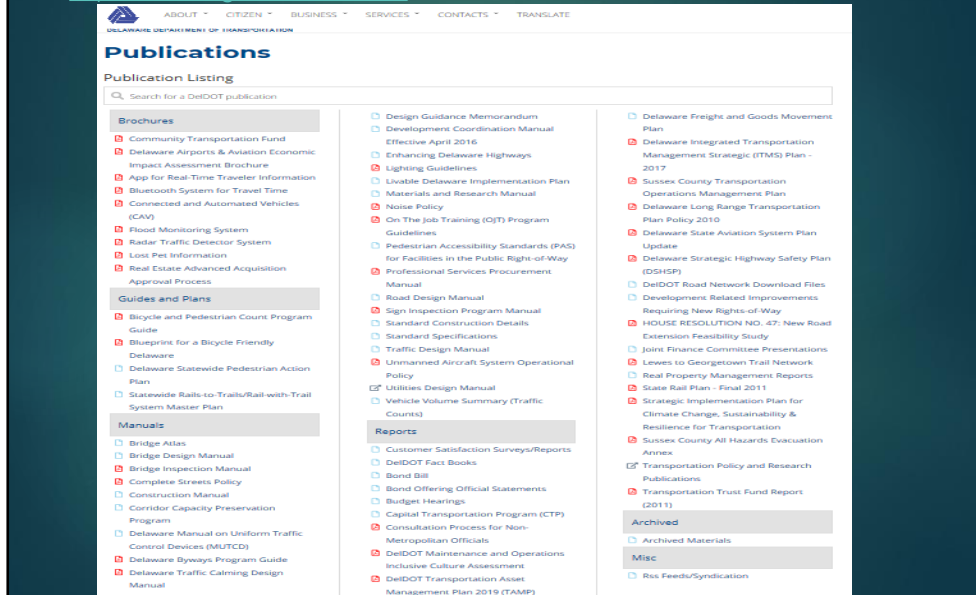 ABOUT CITIZEN BUSINESS SERVICES CONTACTS TRANSLATE
DELAWARE DEPARTMENT OF TRANSPORTATION
Publications
Publication Listing
Search for a DelDOT publication
Brochures
Community Transportation Fund
Delaware Airports & Aviation Economic
Impact Assessment Brochure
App for Real-Time Traveler Information
Bluetooth System for Travel Time
Connected and Automated Vehicles
(CAV)
Flood Monitoring System
Radar Traffic Detector System
Lost Pet Information
Real Estate Advanced Acquisition
Approval Process
Guides and Plans
Bicycle and Pedestrian Count Program
Guide
Blueprint for a Bicycle Friendly
Delaware
Delaware Statewide Pedestrian Action
Plan
Statewide Rails-to-Trails/Rail-with-Trail
System Master Plan
Manuals
Bridge Atlas
Bridge Design Manual
Bridge Inspection Manual
Complete Streets Policy
Construction Manual
Corridor Capacity Preservation
Program
Delaware Manual on Uniform Traffic
Control Devices (MUTCD)
Delaware Byways Program Guide
Delaware Traffic Calming Design
Manual
Design Guidance Memorandum
Development Coordination Manual
Effective April 2016
Enhancing Delaware Highways
Lighting Guidelines
Livable Delaware Implementation Plan
Materials and Research Manual
Noise Policy
On The Job Training (OJT) Program
Guidelines
Pedestrian Accessibility Standards (PAS)
for Facilities in the Public Right-of-Way
Professional Services Procurement
Manual
Road Design Manual
Sign Inspection Program Manual
Standard Construction Details
Standard Specifications
Traffic Design Manual
Unmanned Aircraft System Operational
Policy
Utilities Design Manual
Vehicle Volume Summary (Traffic
Counts)
Reports
Customer Satisfaction Surveys/Reports
DelDOT Fact Books
Bond Bill
Bond Offering Official Statements
Budget Hearings
Capital Transportation Program (CTP)
Consultation Process for Non-
Metropolitan Officials
DelDOT Maintenance and Operations
Inclusive Culture Assessment
DelDOT Transportation Asset
Management Plan 2019 (TAMP)
Delaware Freight and Goods Movement
Plan
Delaware Integrated Transportation
Management Strategic (ITMS) Plan -
2017
Sussex County Transportation
Operations Management Plan
Delaware Long Range Transportation
Plan Policy 2010
Delaware State Aviation System Plan
Update
Delaware Strategic Highway Safety Plan
(DSHSP)
DelDOT Road Network Download Files
Development Related Improvements
Requiring New Rights-of-Way
HOUSE RESOLUTION NO. 47: New Road
Extension Feasibility Study
Joint Finance Committee Presentations
Lewes to Georgetown Trail Network
Real Property Management Reports
State Rail Plan - Final 2011
Strategic Implementation Plan for
Climate Change, Sustainability &
Resilience for Transportation
Sussex County All Hazards Evacuation
Annex
Transportation Policy and Research
Publications
Transportation Trust Fund Report
(2011)
Archived
Archived Materials
Misc
Rss Feeds/Syndication